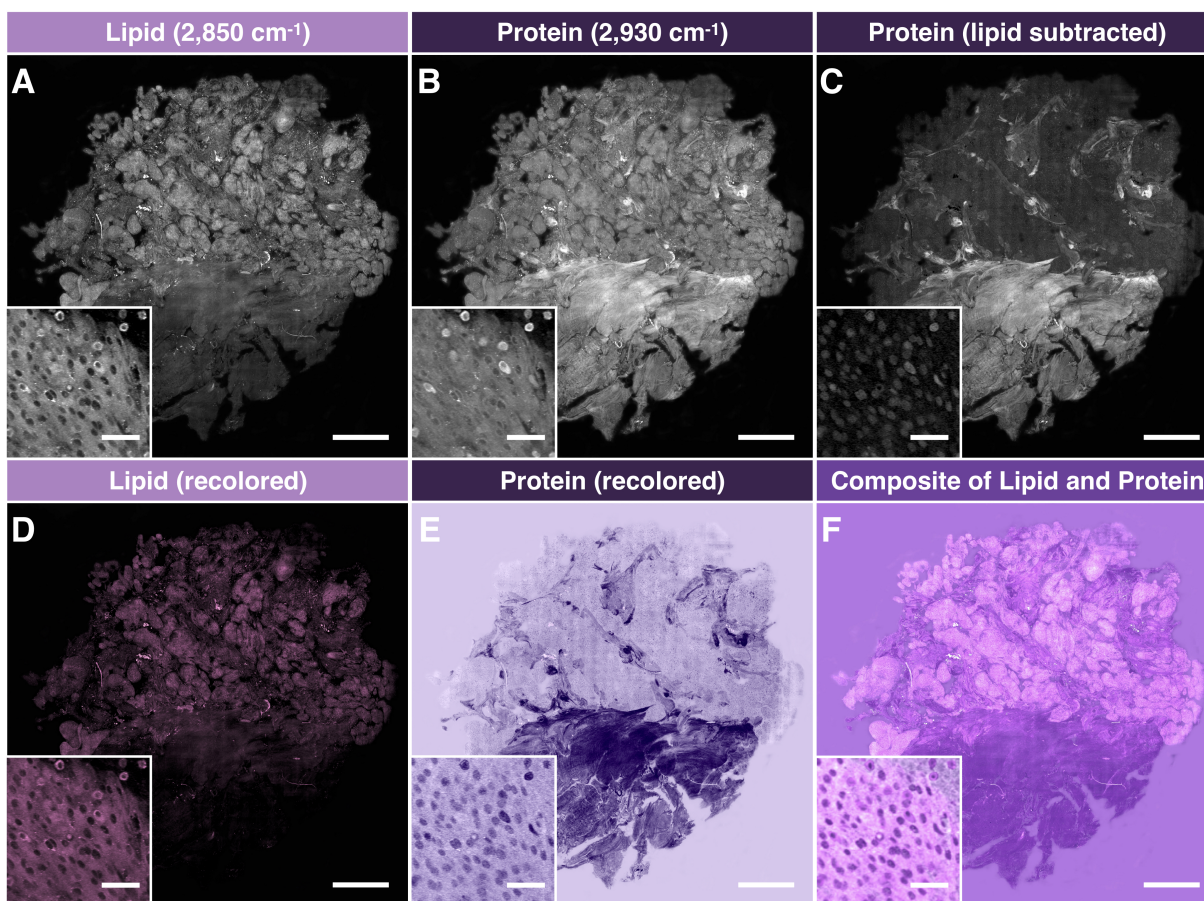 Lipid (2,850 cm⁻¹)
Protein (2,930 cm⁻¹)
Protein (lipid subtracted)
A
B
C
Lipid (recolored)
Protein (recolored)
Composite of Lipid and Protein
D
E
F